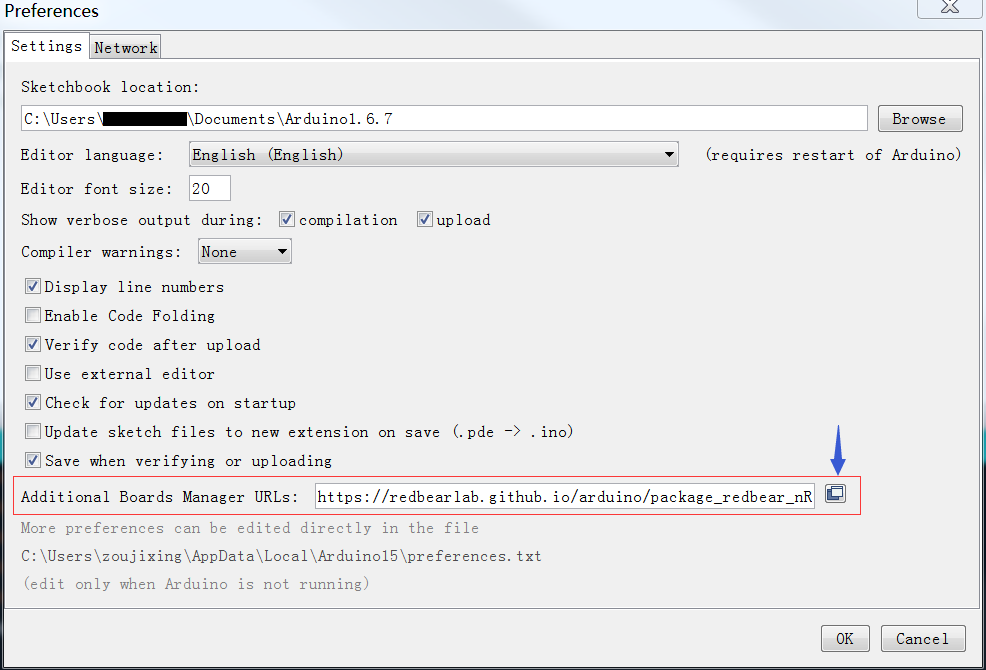 Preferences
Settings Network
Sketchbook location:
C:\Users\ \Documents\Arduino1.6.7 Browse
Editor language: English (English) (requires restart of Arduino)
Editor font size: 20
Show verbose output during: compilation upload
Compiler warnings: None
Display line numbers
Enable Code Folding
Verify code after upload
Use external editor
Check for updates on startup
Update sketch files to new extension on save (.pde -> .ino)
Save when verifying or uploading
Additional Boards Manager URLs: https://redbearlab.github.io/arduino/package_redbear_nR
More preferences can be edited directly in the file
C:\Users\zoujixing\AppData\Local\Arduino15\preferences.txt
(edit only when Arduino is not running)
OK Cancel